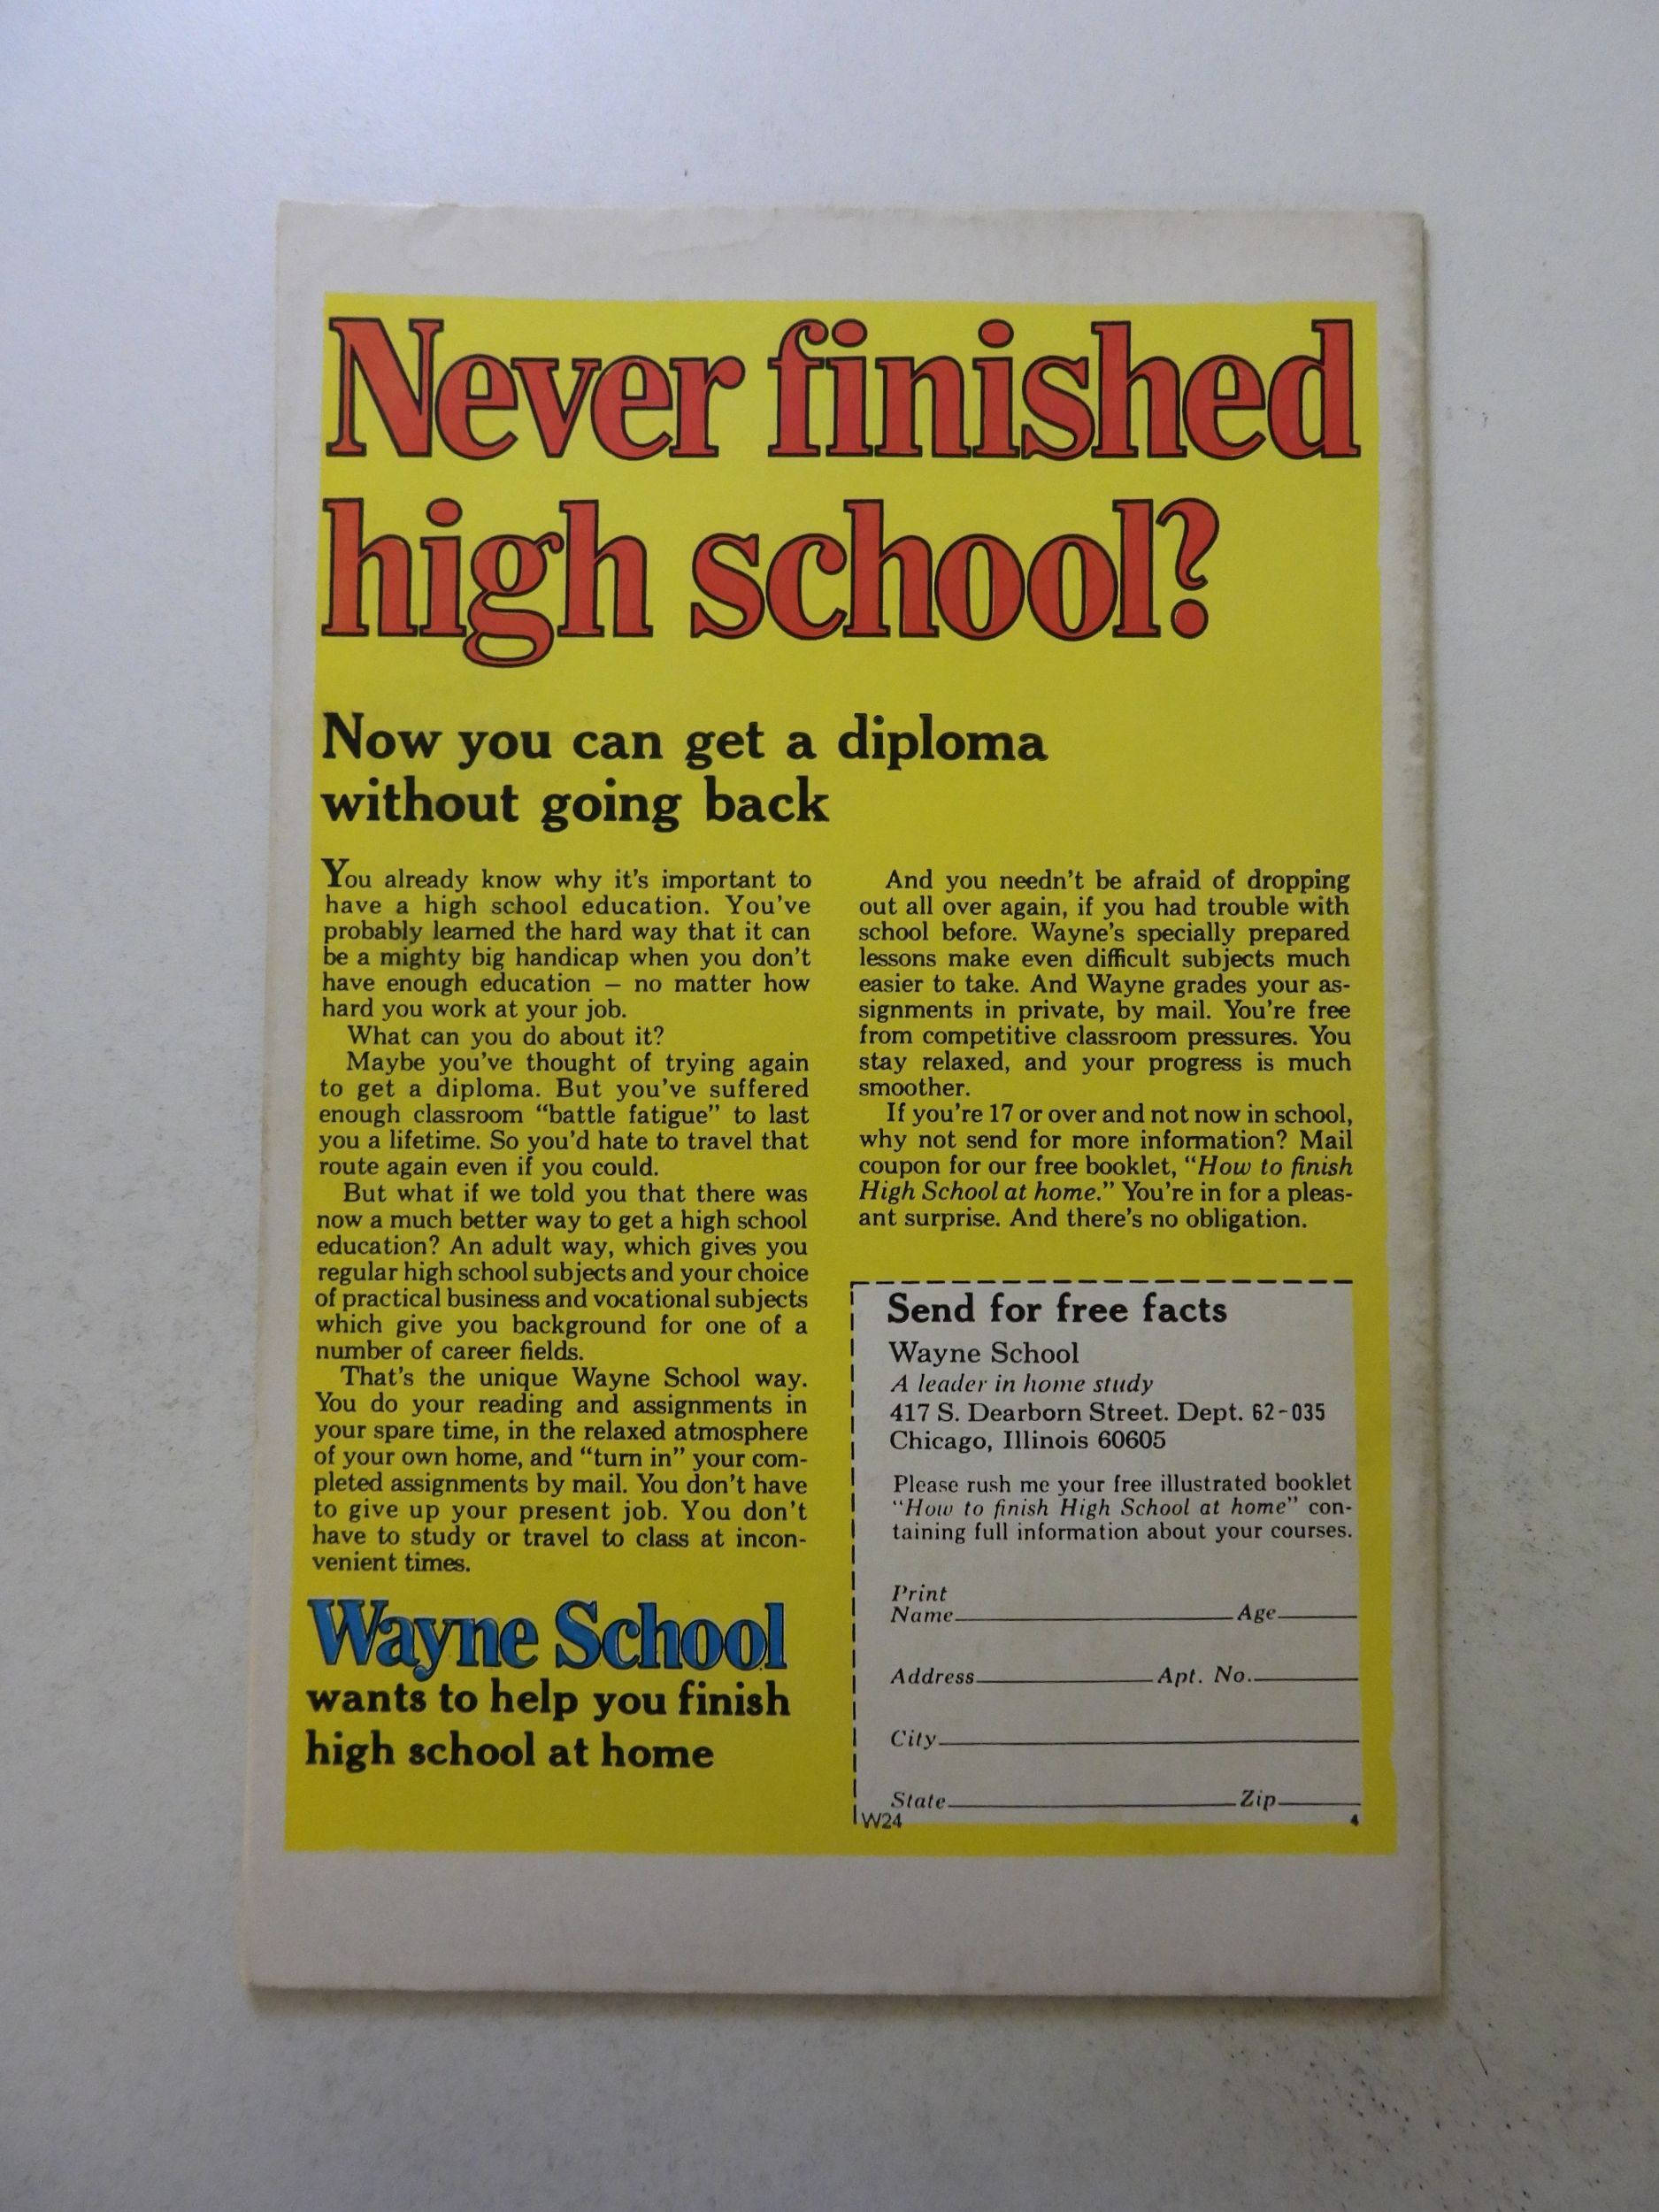 Never finished
high school?
Now you can get a diploma
without going back
You already know why it's important to
have a high school education. You've
probably learned the hard way that it can
be a mighty big handicap when you don't
have enough education — no matter how
hard you work at your job.
What can you do about it?
Maybe you've thought of trying again
to get a diploma. But you've suffered
enough classroom “battle fatigue” to last
you a lifetime. So you'd hate to travel that
route again even if you could.
But what if we told you that there was
now a much better way to get a high school
education? An adult way, which gives you
regular high school subjects and your choice
of practical business and vocational subjects
which give you background for one of a
number of career fields.
That's the unique Wayne School way.
You do your reading and assignments in
your spare time, in the relaxed atmosphere
of your own home, and “turn in” your com-
pleted assignments by mail. You don't have
to give up your present job. You don't
have to study or travel to class at incon-
venient times.
Wayne School
wants to help you finish
high school at home
And you needn't be afraid of dropping
out all over again, if you had trouble with
school before. Wayne's specially prepared
lessons make even difficult subjects much
easier to take. And Wayne grades your as-
signments in private, by mail. You're free
from competitive classroom pressures. You
stay relaxed, and your progress is much
smoother.
If you're 17 or over and not now in school,
why not send for more information? Mail
coupon for our free booklet, “How to finish
High School at home.” You're in for a pleas-
ant surprise. And there's no obligation.
Send for free facts
Wayne School
A leader in home study
417 S. Dearborn Street. Dept. 62-035
Chicago, Illinois 60605
Please rush me your free illustrated booklet
“How to finish High School at home” con-
taining full information about your courses.
Print
Name Age
Address Apt. No.
City
State Zip
W24 4